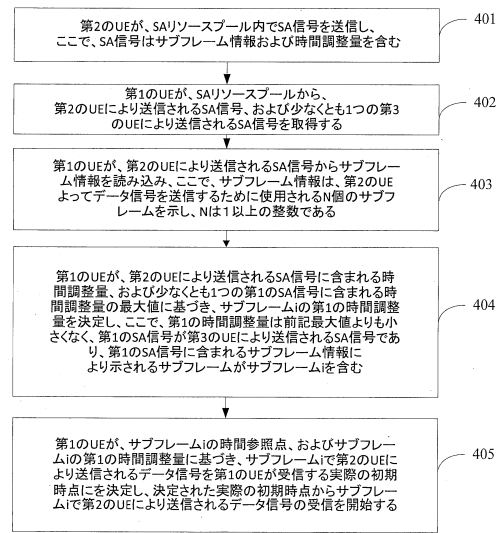 第2のUEが、SAリソースプール内でSA信号を送信し、
ここで、SA信号はサブフレーム情報および時間調整量を含む
401
第1のUEが、SAリソースプールから、
第2のUEにより送信されるSA信号、および少なくとも1つの第3
のUEにより送信されるSA信号を取得する
402
第1のUEが、第2のUEにより送信されるSA信号からサブフレー
ム情報を読み込み、ここで、サブフレーム情報は、第2のUE
よってデータ信号を送信するために使用されるN個のサブフ
レームを示し、Nは1以上の整数である
403
第1のUEが、第2のUEにより送信されるSA信号に含まれる時
間調整量、および少なくとも1つの第1のSA信号に含まれる時
間調整量の最大値に基づき、サブフレームiの第1の時間調整
量を決定し、ここで、第1の時間調整量は前記最大値よりも小
さくなく、第1のSA信号が第3のUEにより送信されるSA信号であ
り、第1のSA信号に含まれるサブフレーム情報に
より示されるサブフレームがサブフレームiを含む
404
第1のUEが、サブフレームiの時間参照点、およびサブフレー
ムiの第1の時間調整量に基づき、サブフレームiで第2のUEに
より送信されるデータ信号を第1のUEが受信する実際の初期
時点にを決定し、決定された実際の初期時点からサブフレー
ムiで第2のUEにより送信されるデータ信号の受信を開始する
405